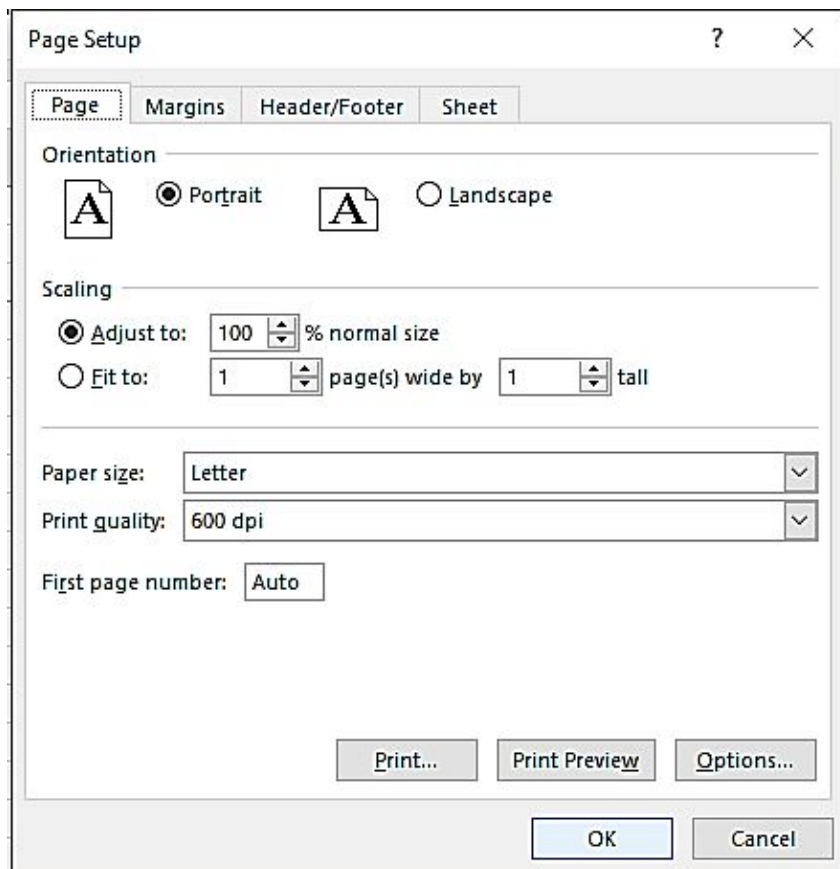 Page Setup ? X
Page Margins Header/Footer Sheet
Orientation
A Portrait A Landscape
Scaling
Adjust to: 100 % normal size
Fit to: 1 page(s) wide by 1 tall
Paper size: Letter
Print quality: 600 dpi
First page number: Auto
Print... Print Preview Options...
OK Cancel